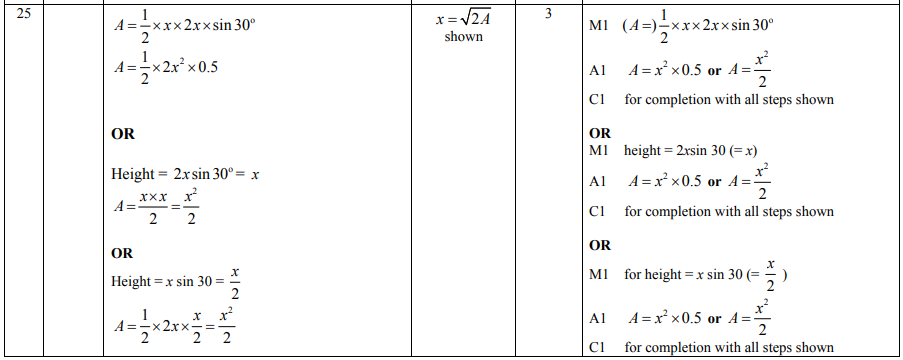 25
A = 1/2 × x × 2x × sin 30°
A = 1/2 × 2x² × 0.5
OR
Height = 2x sin 30° = x
A = x×x/2 = x²/2
OR
Height = x sin 30 = x/2
A = 1/2 × 2x × x/2 = x²/2
x = √2A
shown
3
M1 (A =) 1/2 × x × 2x × sin 30°
A1 A = x² × 0.5 or A = x²/2
C1 for completion with all steps shown
OR
M1 height = 2xsin 30 (= x)
A1 A = x² × 0.5 or A = x²/2
C1 for completion with all steps shown
OR
M1 for height = x sin 30 (= x/2 )
A1 A = x² × 0.5 or A = x²/2
C1 for completion with all steps shown